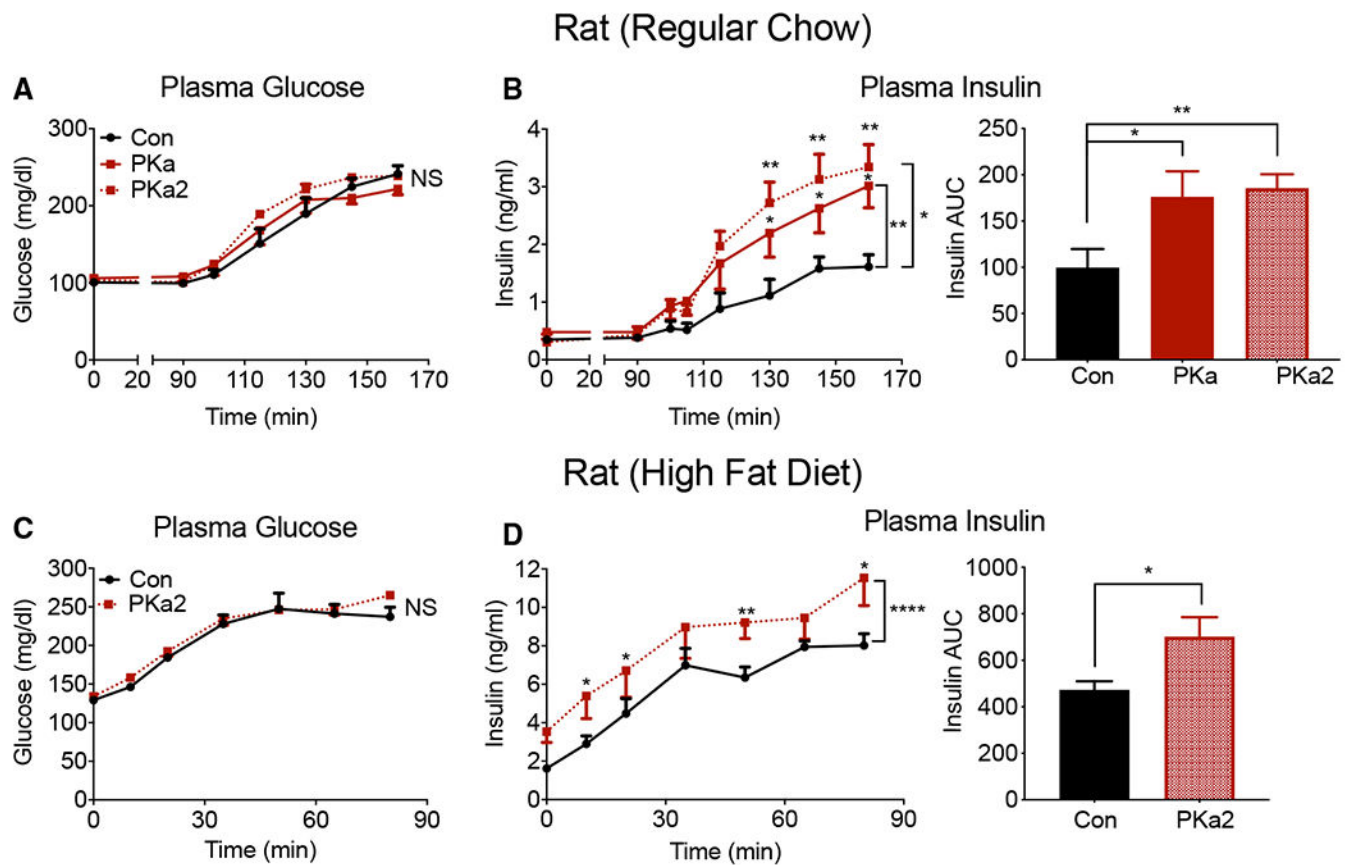 Rat (Regular Chow)
A
Plasma Glucose
Con
PKa
PKa2
NS
Glucose (mg/dl)
300
200
100
0
0 20 90 110 130 150 170
Time (min)
B
Plasma Insulin
Insulin (ng/ml)
4
3
2
1
0
** ** **
* * *
** *
0 20 90 110 130 150 170
Time (min)
Insulin AUC
250
200
150
100
50
0
**
*
Con PKa PKa2
Rat (High Fat Diet)
C
Plasma Glucose
Con
PKa2
NS
Glucose (mg/dl)
300
250
200
150
100
50
0
0 30 60 90
Time (min)
D
Plasma Insulin
Insulin (ng/ml)
12
10
8
6
4
2
0
* * ** *
****
0 30 60 90
Time (min)
Insulin AUC
1000
800
600
400
200
0
*
Con PKa2